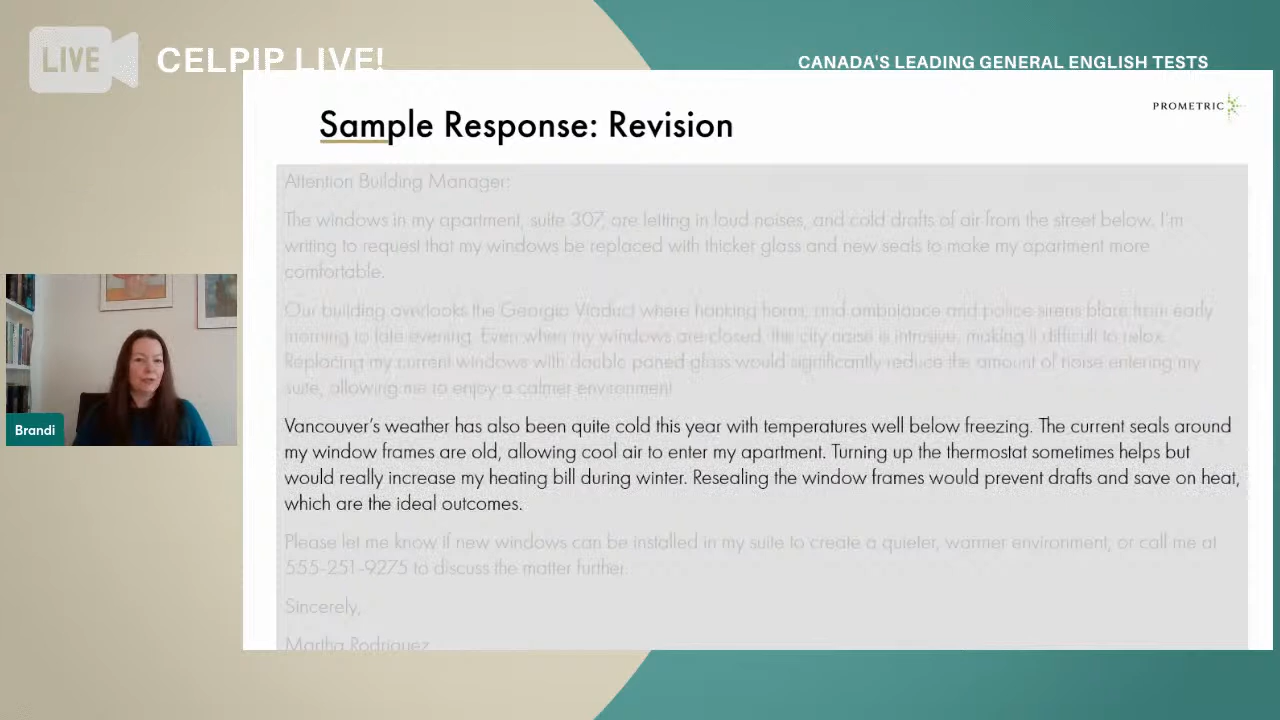 LIVE
CELPIP LIVE!
CANADA'S LEADING GENERAL ENGLISH TESTS
PROMETRIC
Sample Response: Revision
Attention Building Manager:
The windows in my apartment, suite 307, are letting in loud noises, and cold drafts of air from the street below. I'm
writing to request that my windows be replaced with thicker glass and new seals to make my apartment more
comfortable.
Our building overlooks the Georgia Viaduct where honking horns, and ambulance and police sirens blare from early
morning to late evening. Even when my windows are closed, the city noise is intrusive, making it difficult to relax.
Replacing my current windows with double paned glass would significantly reduce the amount of noise entering my
suite, allowing me to enjoy a calmer environment.
Vancouver's weather has also been quite cold this year with temperatures well below freezing. The current seals around
my window frames are old, allowing cool air to enter my apartment. Turning up the thermostat sometimes helps but
would really increase my heating bill during winter. Resealing the window frames would prevent drafts and save on heat,
which are the ideal outcomes.
Please let me know if new windows can be installed in my suite to create a quieter, warmer environment, or call me at
555-251-9275 to discuss the matter further.
Sincerely,
Martha Rodriguez
Brandi